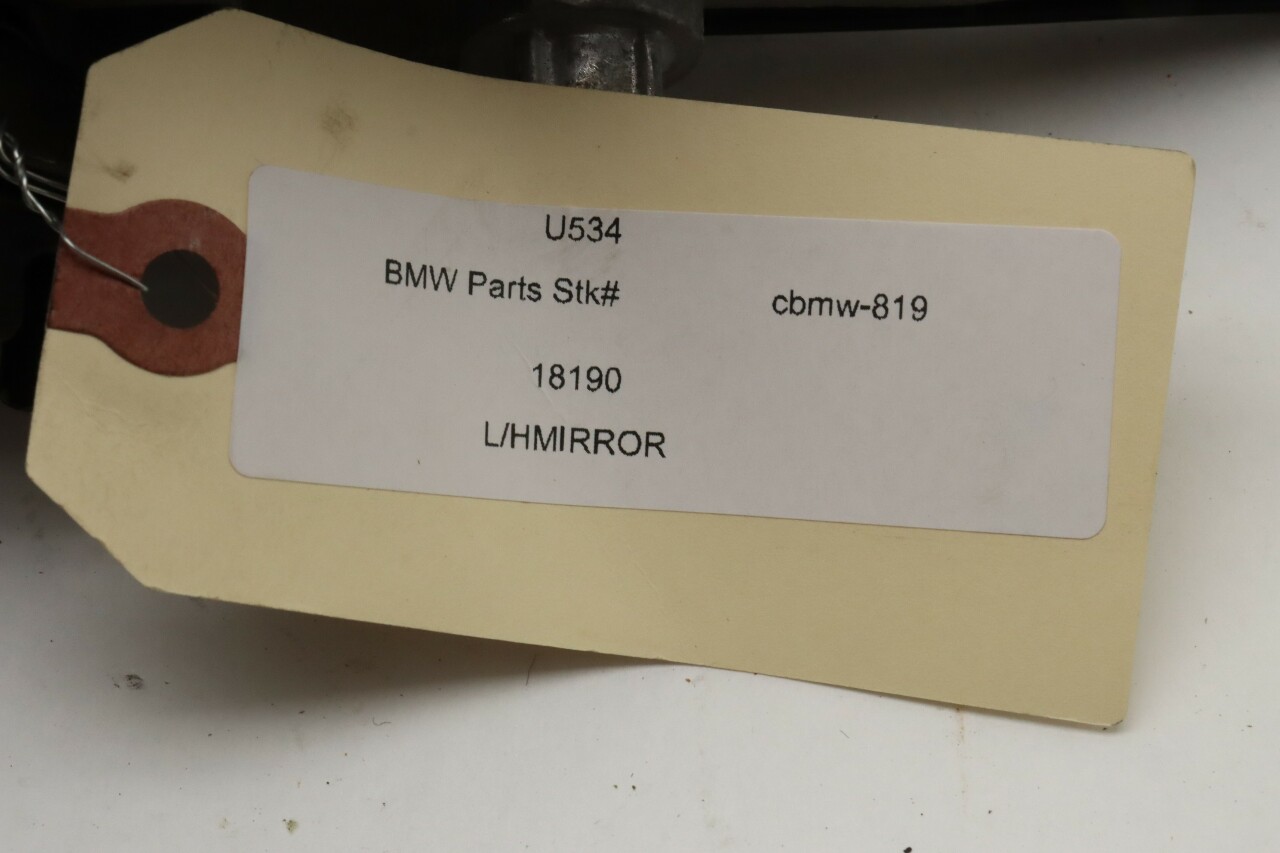 U534
BMW Parts Stk# cbmw-819
18190
L/HMIRROR